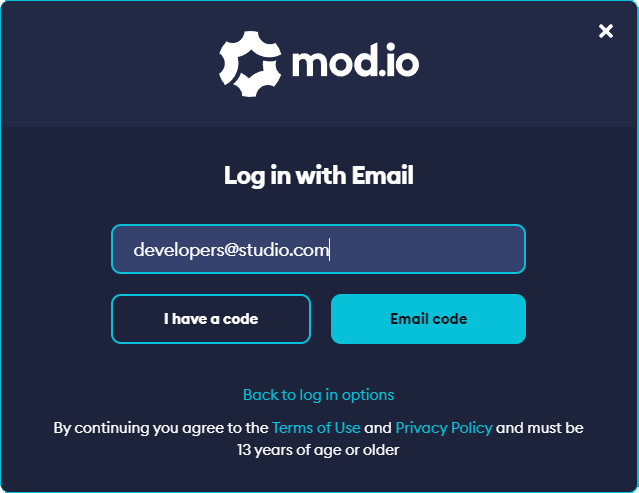 mod.io
Log in with Email
developers@studio.com
I have a code
Email code
Back to log in options
By continuing you agree to the Terms of Use and Privacy Policy and must be
13 years of age or older